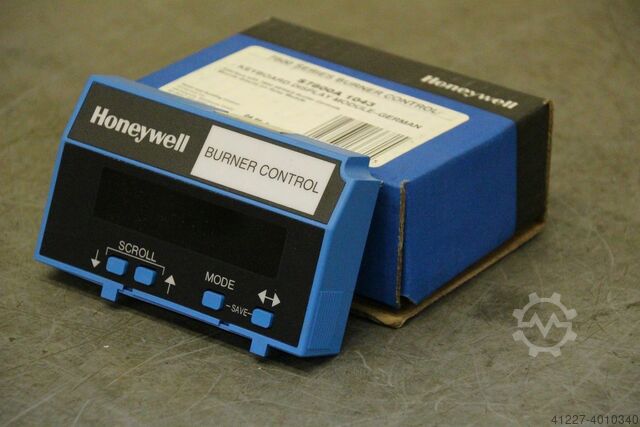 7800 SERIES BURNER CONTROL
S7800A 1043
KEYBOARD DISPLAY MODULE-GERMAN
Honeywell
Honeywell
BURNER CONTROL
SCROLL
MODE
SAVE
41227-4010340